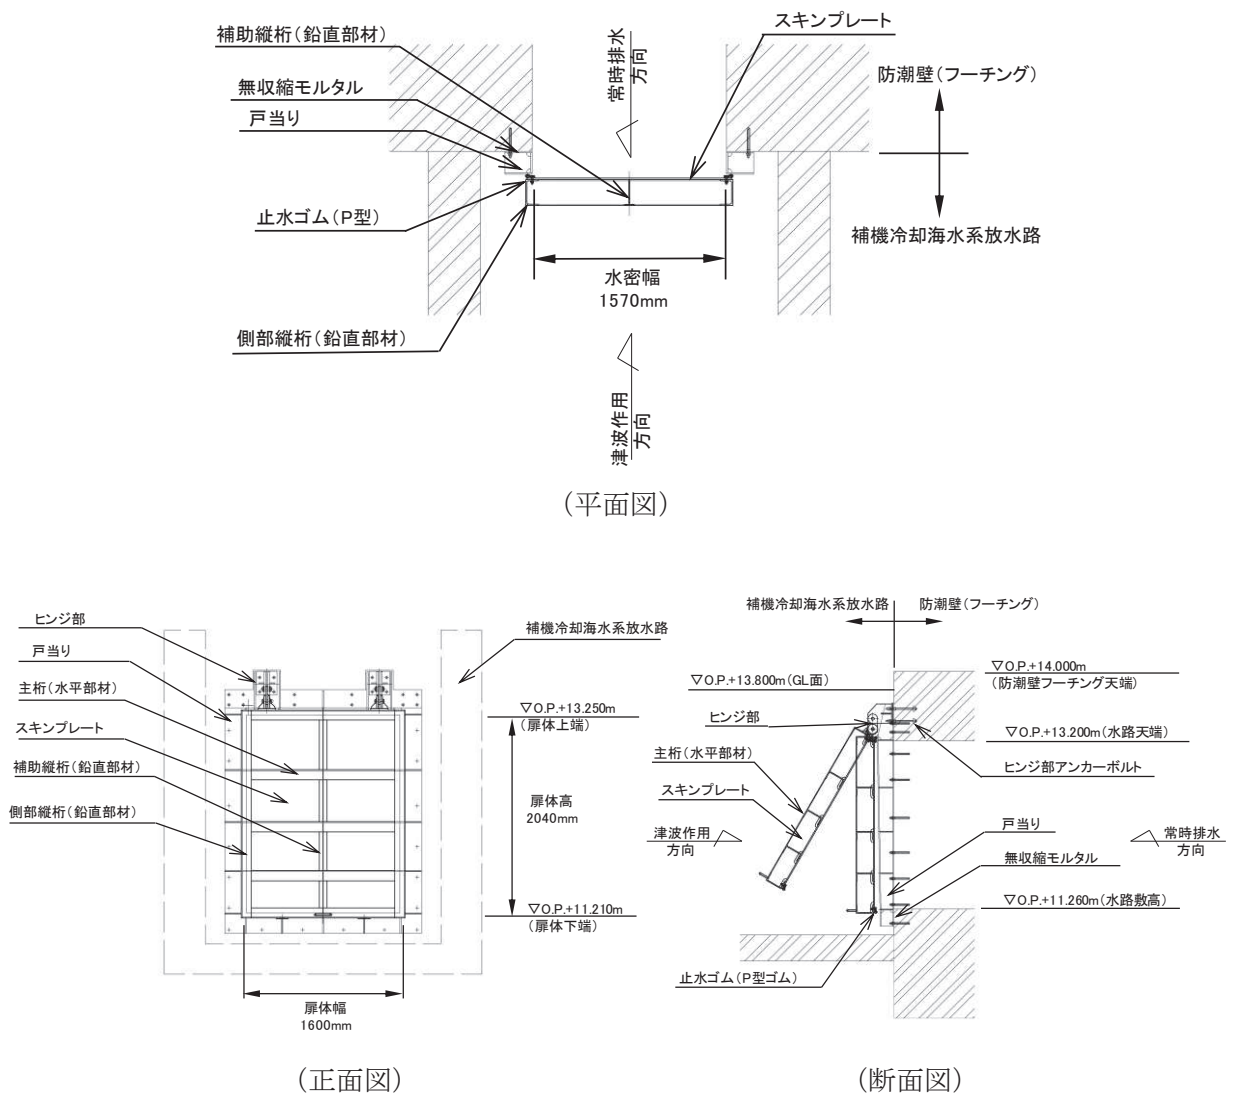 スキンプレート
補助縦桁(鉛直部材)
常時排水
方向
防潮壁(フーチング)
無収縮モルタル
戸当り
止水ゴム(P型)
補機冷却海水系放水路
水密幅
1570mm
側部縦桁(鉛直部材)
津波作用
方向
(平面図)
ヒンジ部
戸当り
主桁(水平部材)
スキンプレート
補助縦桁(鉛直部材)
側部縦桁(鉛直部材)
補機冷却海水系放水路
▽O.P.+13.250m
(扉体上端)
扉体高
2040mm
▽O.P.+11.210m
(扉体下端)
扉体幅
1600mm
(正面図)
補機冷却海水系放水路
防潮壁(フーチング)
▽O.P.+14.000m
(防潮壁フーチング天端)
▽O.P.+13.800m(GL面)
ヒンジ部
▽O.P.+13.200m(水路天端)
主桁(水平部材)
ヒンジ部アンカーボルト
スキンプレート
津波作用
方向
戸当り
常時排水
方向
無収縮モルタル
▽O.P.+11.260m(水路敷高)
止水ゴム(P型ゴム)
(断面図)